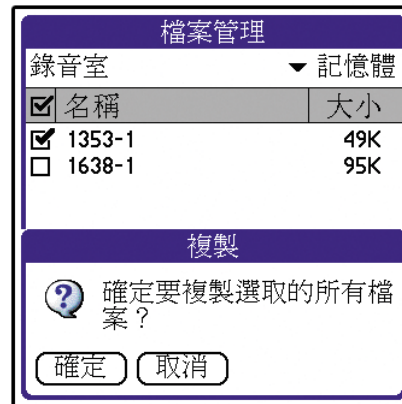 檔案管理
錄音室 記憶體
名稱 大小
1353-1 49K
1638-1 95K
複製
確定要複製選取的所有檔
案？
確定 取消